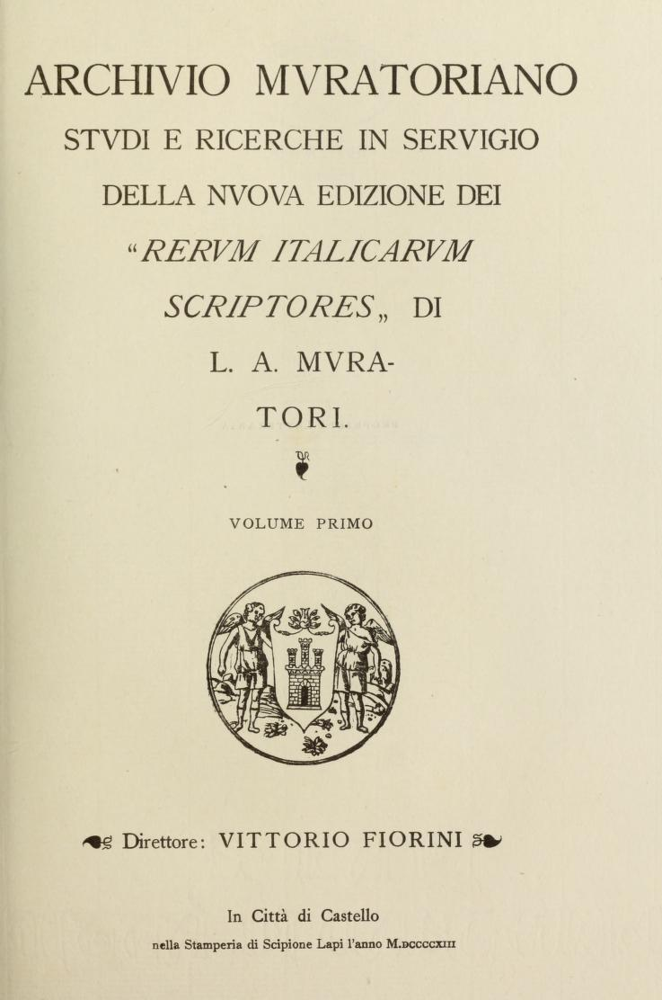 ARCHIVIO MVRATORIANO
STVDI E RICERCHE IN SERVIGIO
DELLA NVOVA EDIZIONE DEI
“RERVM ITALICARVM
SCRIPTORES„ DI
L. A. MVRA-
TORI.
VOLUME PRIMO
Direttore: VITTORIO FIORINI
In Città di Castello
nella Stamperia di Scipione Lapi l'anno M.DCCCCXIII